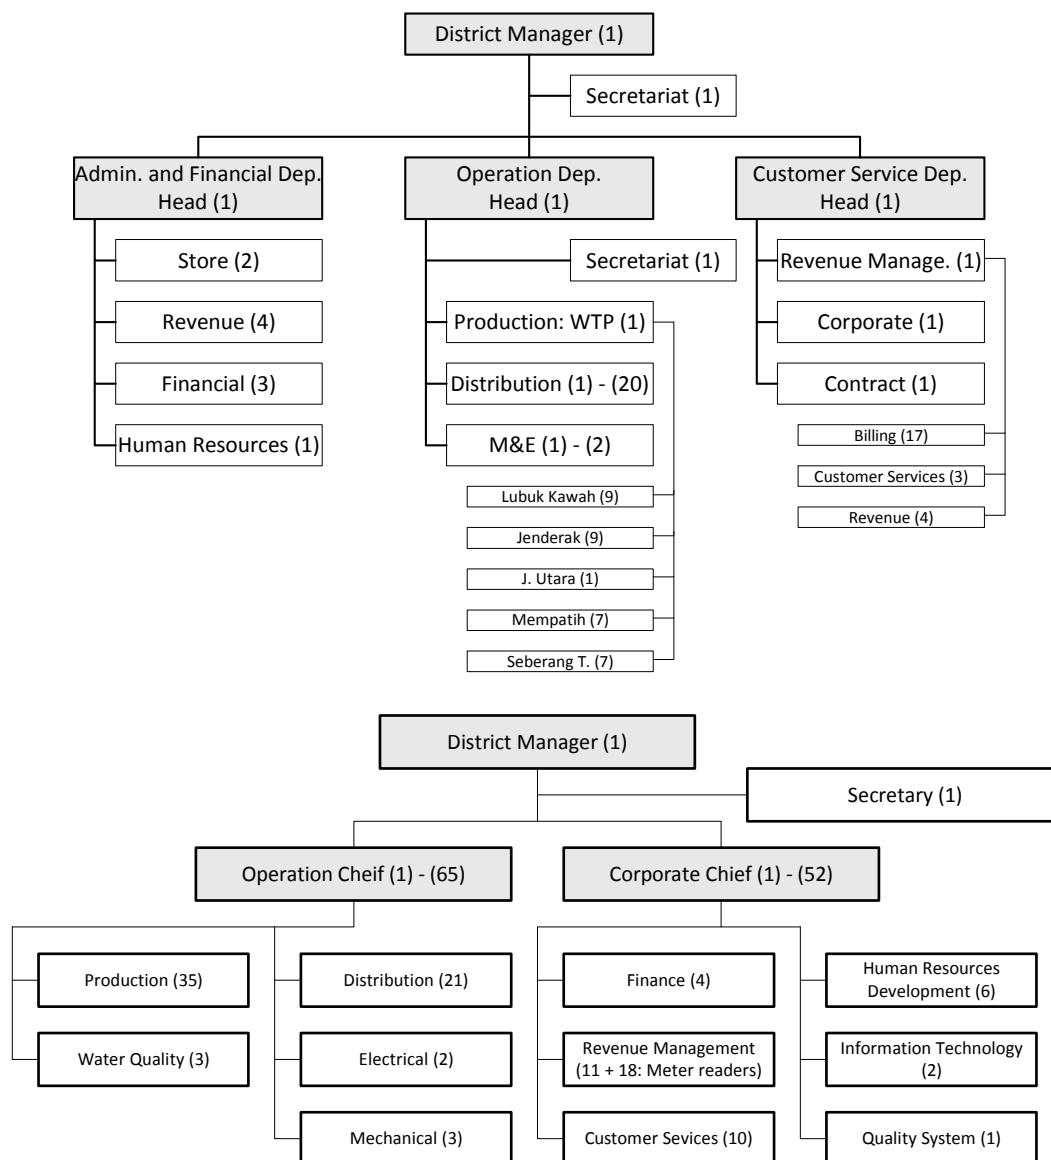 District Manager (1)
Secretariat (1)
Admin. and Financial Dep.
Head (1)
Operation Dep.
Head (1)
Customer Service Dep.
Head (1)
Store (2)
Revenue (4)
Financial (3)
Human Resources (1)
Secretariat (1)
Production: WTP (1)
Distribution (1) - (20)
M&E (1) - (2)
Lubuk Kawah (9)
Jenderak (9)
J. Utara (1)
Mempatih (7)
Seberang T. (7)
Revenue Manage. (1)
Corporate (1)
Contract (1)
Billing (17)
Customer Services (3)
Revenue (4)
District Manager (1)
Secretary (1)
Operation Cheif (1) - (65)
Corporate Chief (1) - (52)
Production (35)
Water Quality (3)
Distribution (21)
Electrical (2)
Mechanical (3)
Finance (4)
Revenue Management
(11 + 18: Meter readers)
Customer Sevices (10)
Human Resources
Development (6)
Information Technology
(2)
Quality System (1)